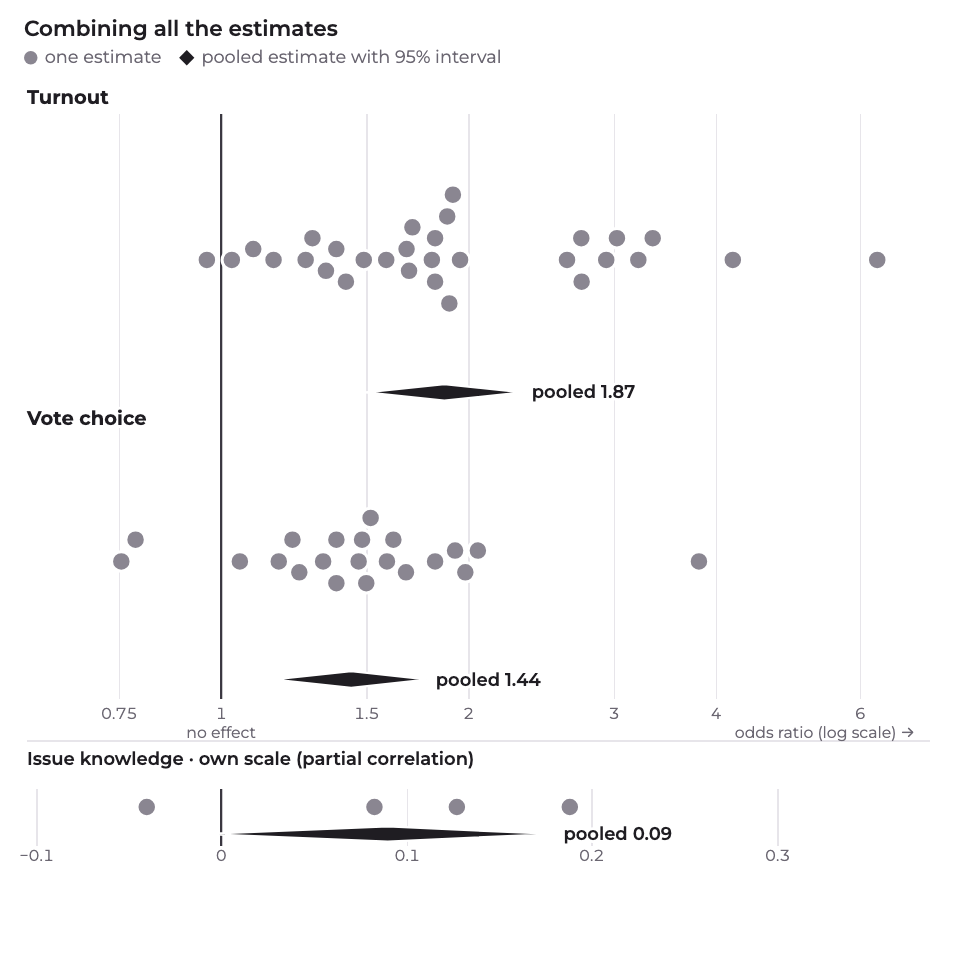 Combining all the estimates
one estimate pooled estimate with 95% interval
Turnout
pooled 1.87
Vote choice
pooled 1.44
0.75 1 1.5 2 3 4 6
no effect odds ratio (log scale) →
Issue knowledge · own scale (partial correlation)
pooled 0.09
−0.1 0 0.1 0.2 0.3